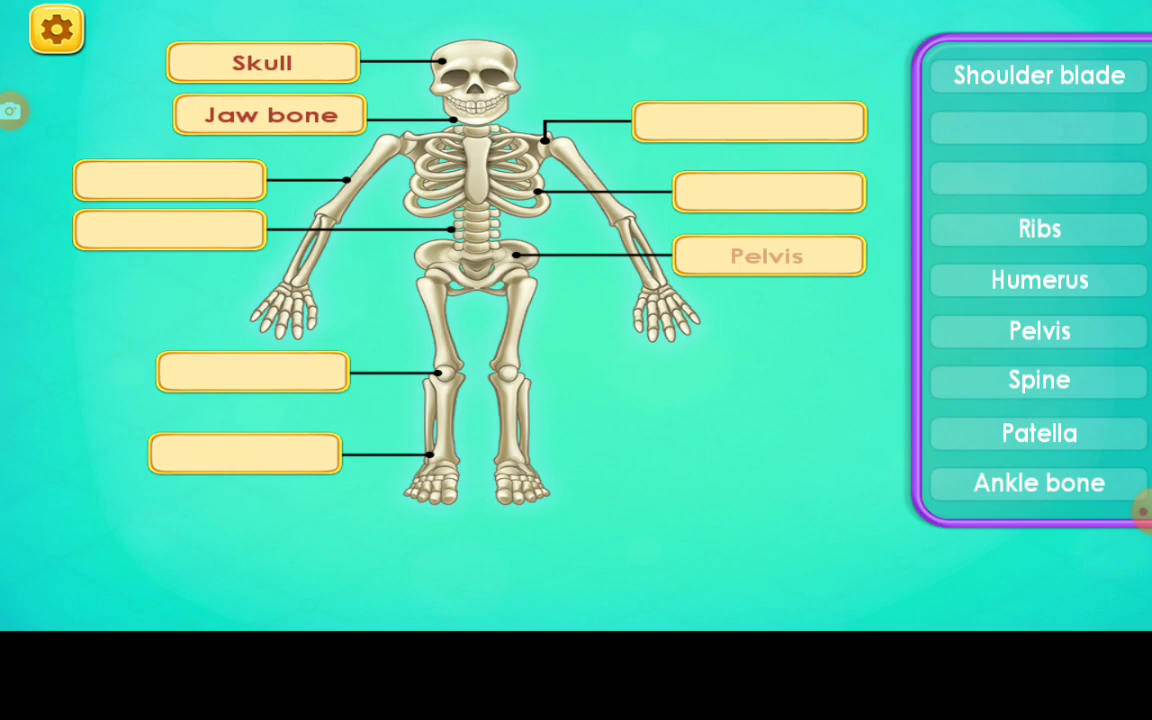 Skull
Jaw bone
Pelvis
Shoulder blade
Ribs
Humerus
Pelvis
Spine
Patella
Ankle bone